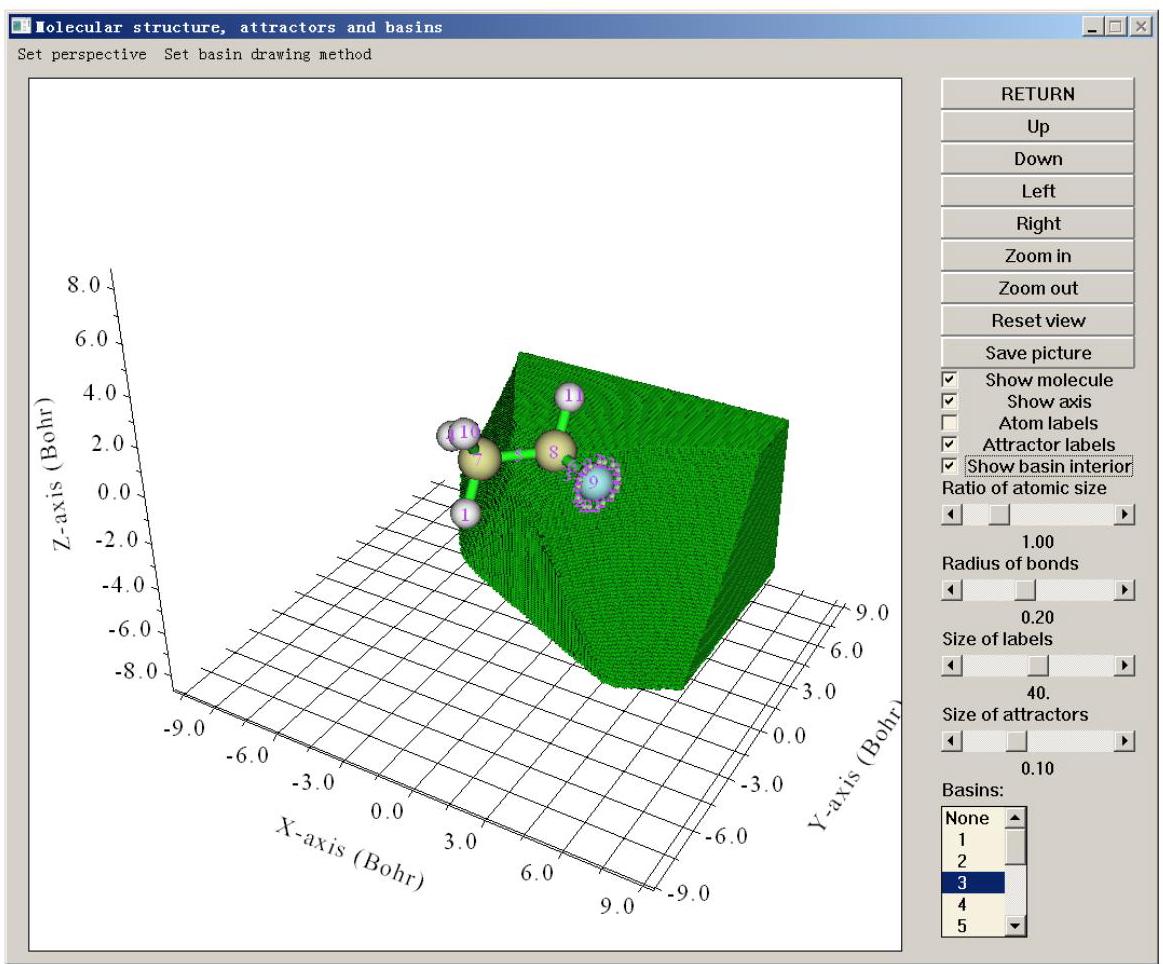 Molecular structure, attractors and basins
Set perspective Set basin drawing method
RETURN
Up
Down
Left
Right
Zoom in
Zoom out
Reset view
Save picture
Show molecule
Show axis
Atom labels
Attractor labels
Show basin interior
Ratio of atomic size
1.00
Radius of bonds
0.20
Size of labels
40.
Size of attractors
0.10
Basins:
None
1
2
3
4
5
8.0
6.0
4.0
2.0
0.0
-2.0
-4.0
-6.0
-8.0
Z-axis (Bohr)
-9.0
-6.0
-3.0
0.0
3.0
6.0
9.0
X-axis (Bohr)
9.0
6.0
3.0
0.0
-3.0
-6.0
-9.0
Y-axis (Bohr)
11
10
7
8
9
1